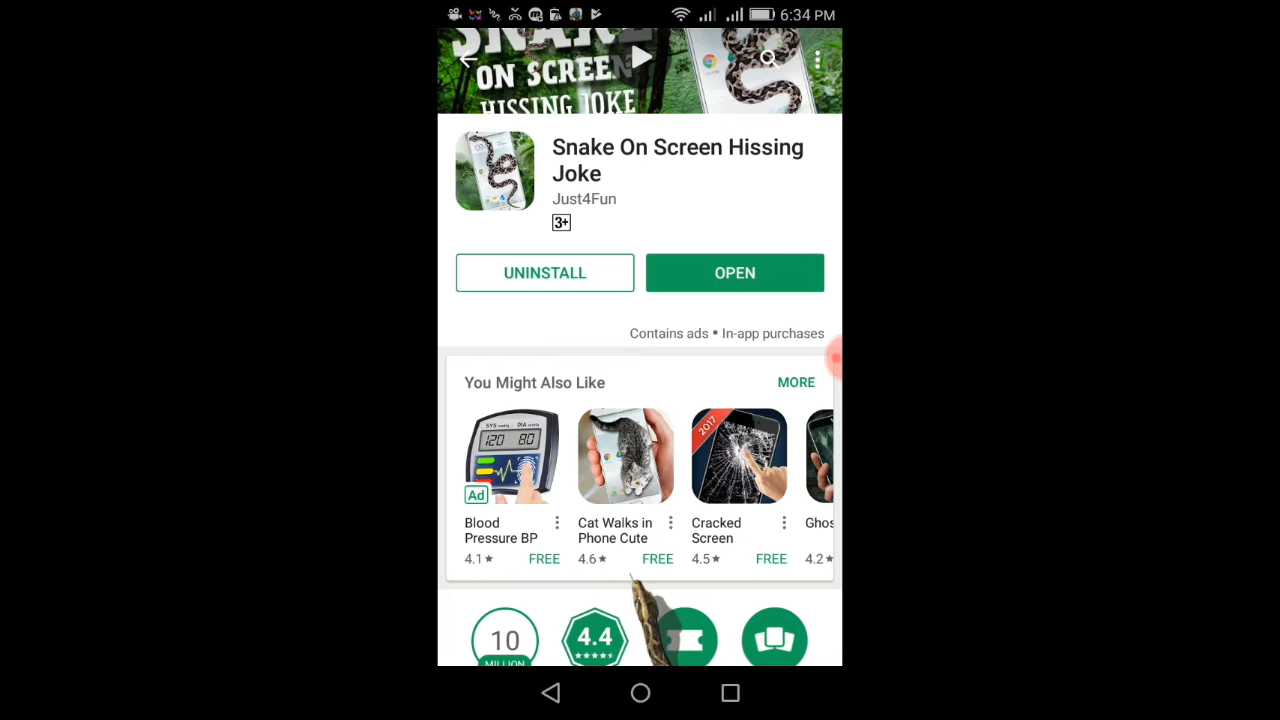 6:34 PM
SNAKE
ON SCREEN
HISSING JOKE
Snake On Screen Hissing
Joke
Just4Fun
3+
UNINSTALL
OPEN
Contains ads • In-app purchases
You Might Also Like
MORE
SYS mmHg DIA mmHg
120 80
2017
Ad
Blood
Pressure BP
4.1★ FREE
Cat Walks in
Phone Cute
4.6★ FREE
Cracked
Screen
4.5★ FREE
Ghos
4.2★
10
MILLION
4.4